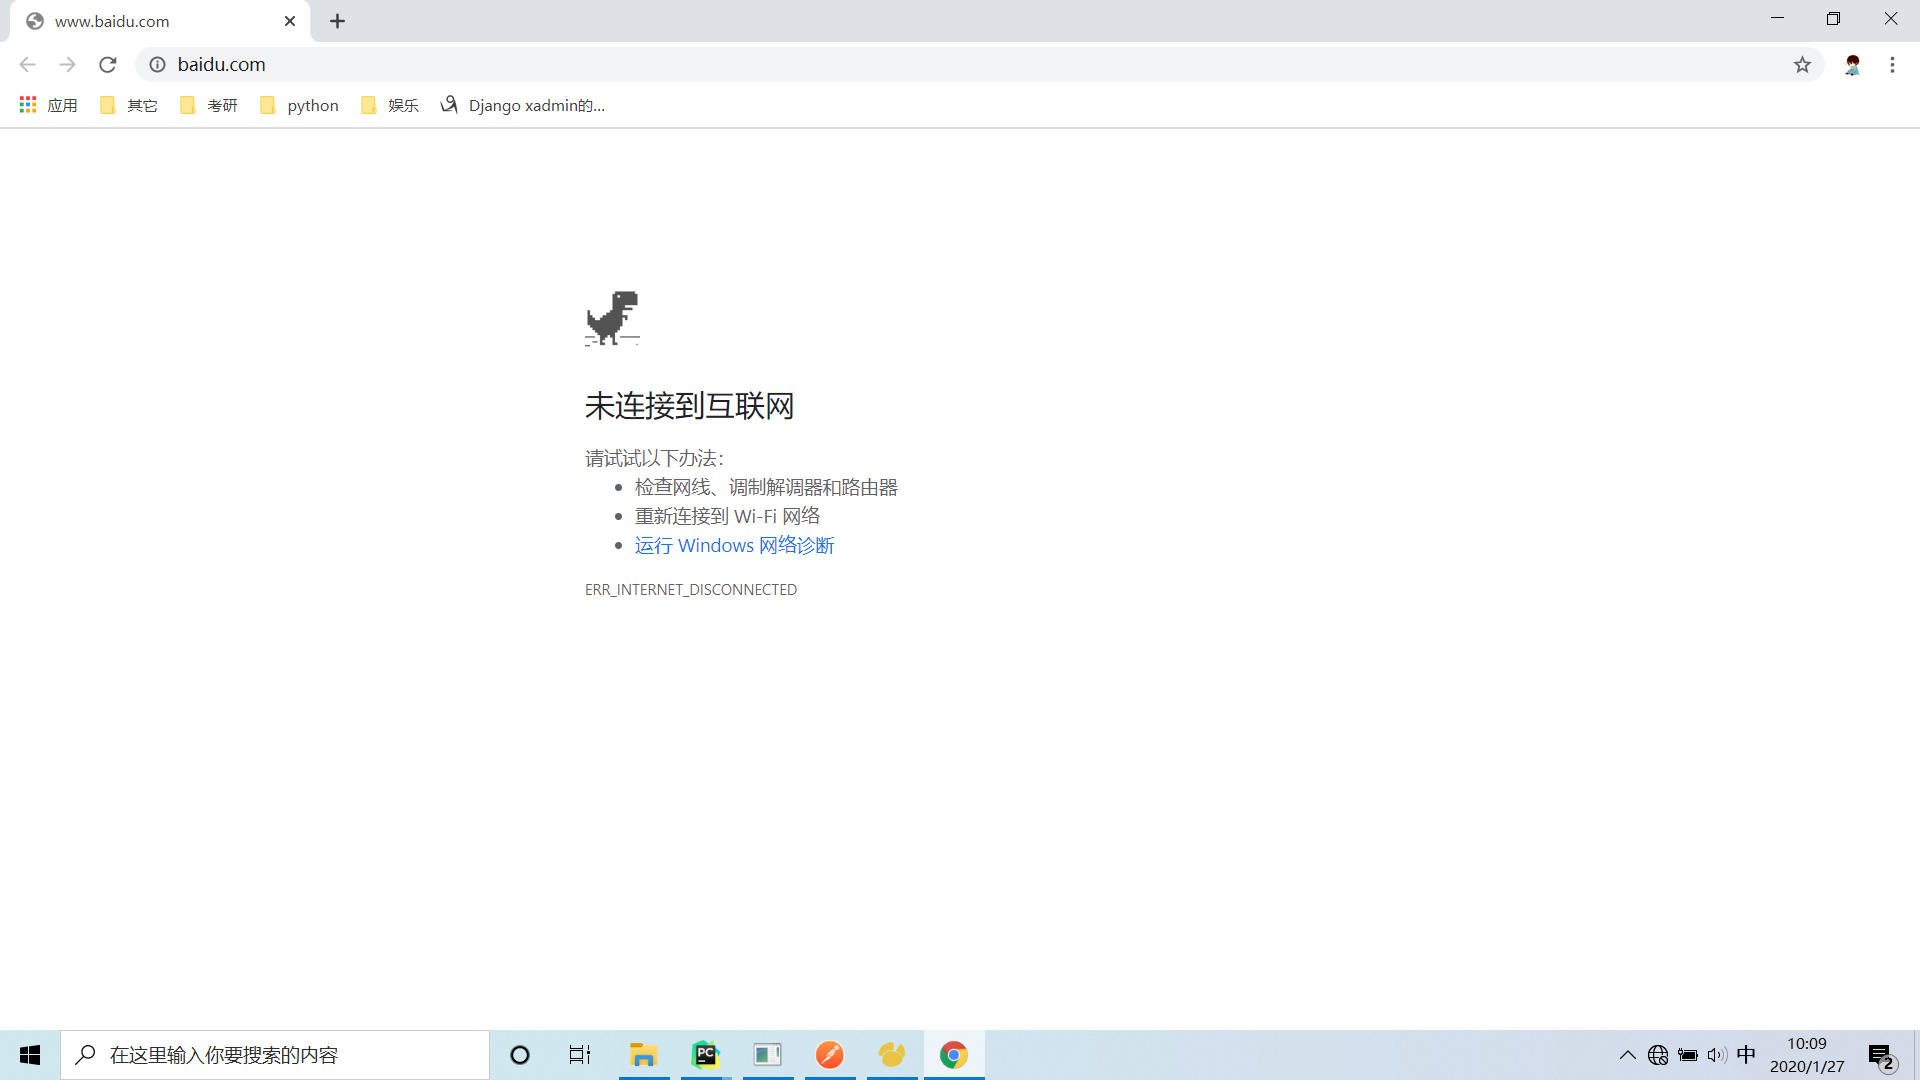 www.baidu.com
baidu.com
应用 其它 考研 python 娱乐 Django xadmin的...
未连接到互联网
请试试以下办法：
检查网线、调制解调器和路由器
重新连接到 Wi-Fi 网络
运行 Windows 网络诊断
ERR_INTERNET_DISCONNECTED
在这里输入你要搜索的内容
PC
中
10:09
2020/1/27
2